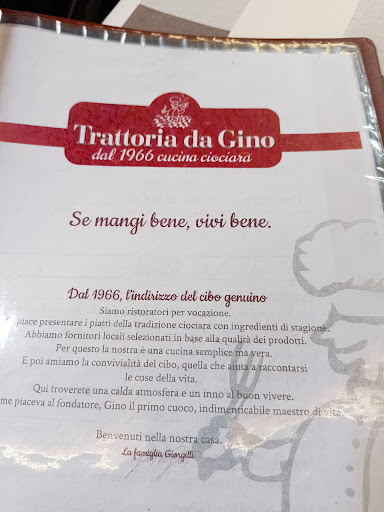 Trattoria da Gino
dal 1966 cucina ciociara
Se mangi bene, vivi bene.
Dal 1966, l'indirizzo del cibo genuino
Siamo ristoratori per vocazione.
piace presentare i piatti della tradizione ciociara con ingredienti di stagione.
Abbiamo fornitori locali selezionati in base alla qualità dei prodotti.
Per questo la nostra è una cucina semplice ma vera.
E poi amiamo la convivialità del cibo, quella che aiuta a raccontarsi
le cose della vita.
Qui troverete una calda atmosfera e un inno al buon vivere.
me piaceva al fondatore, Gino il primo cuoco, indimenticabile maestro di vita.
Benvenuti nella nostra casa.
La famiglia Giorgilli